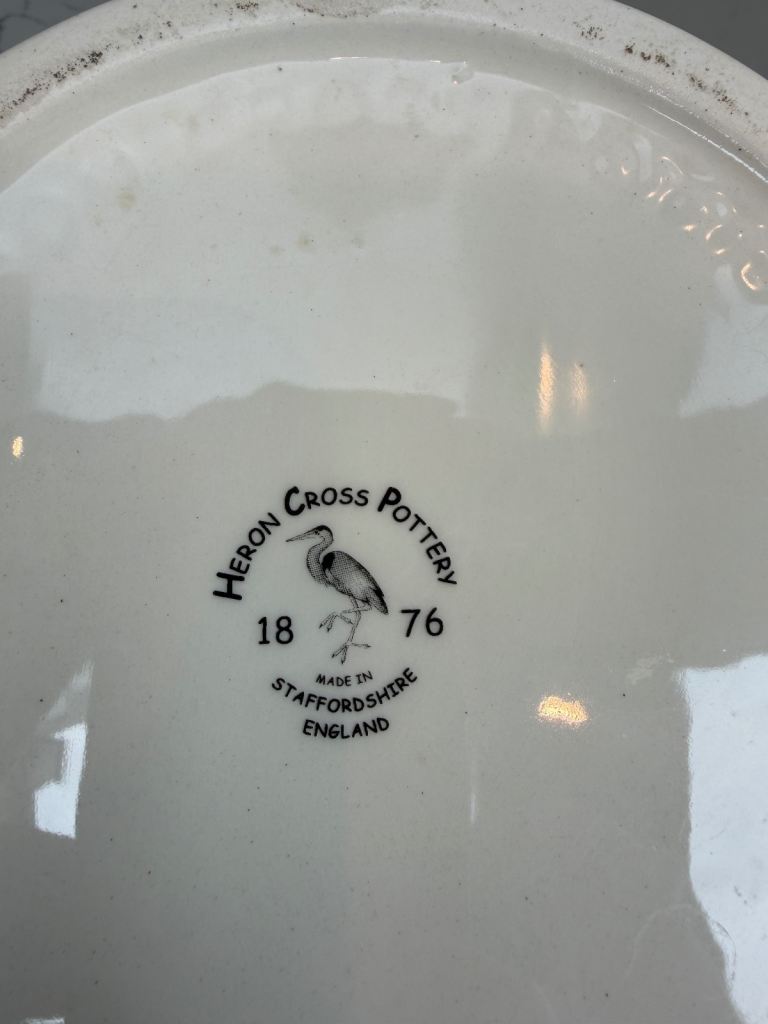 HERON CROSS POTTERY
18 76
MADE IN
STAFFORDSHIRE
ENGLAND